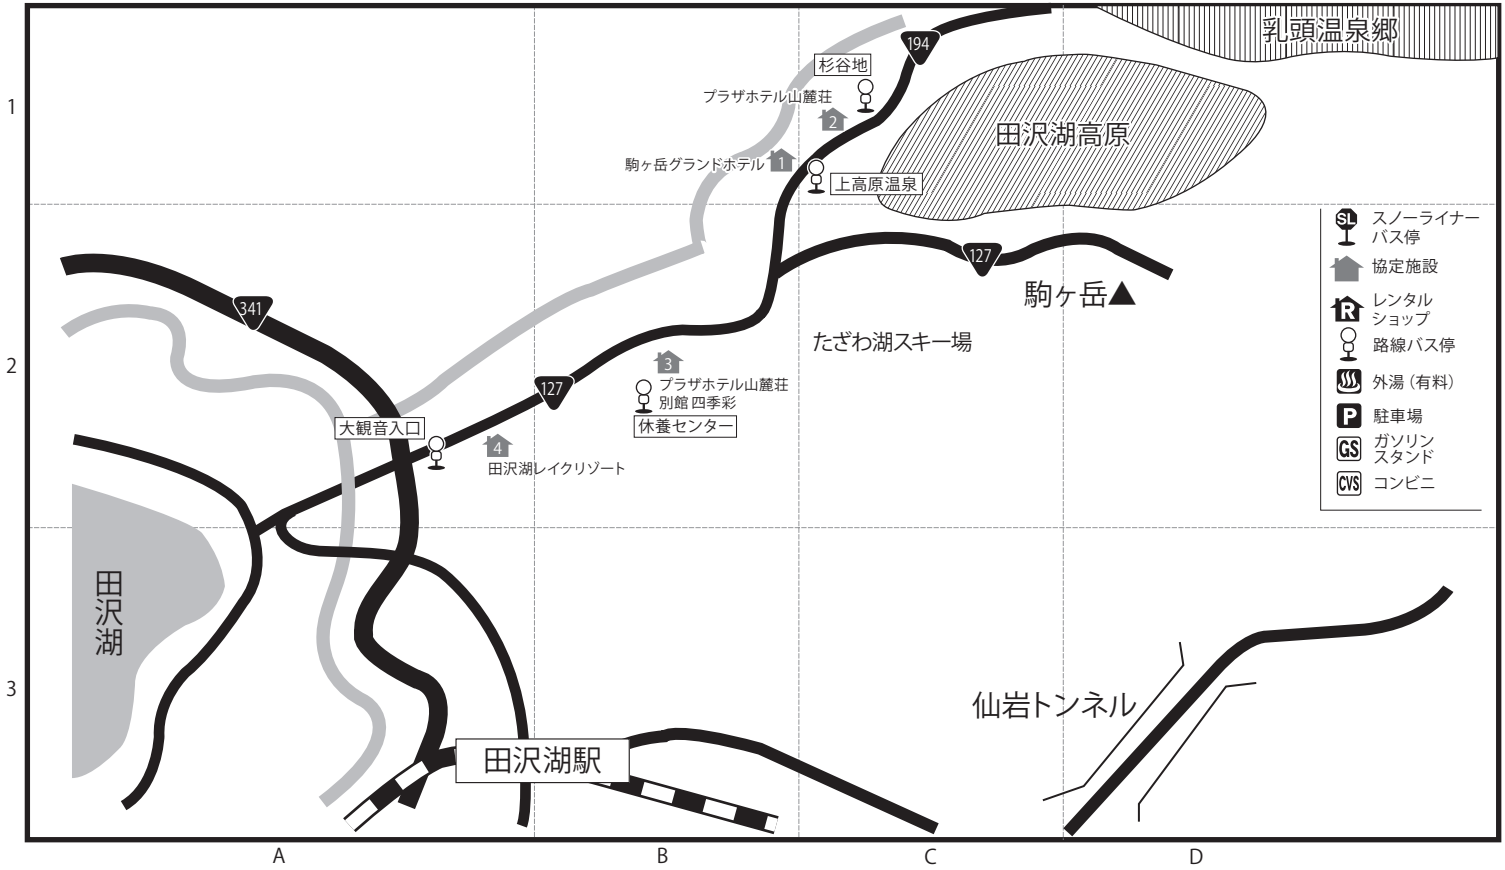 乳頭温泉郷
194
杉谷地
プラザホテル山麓荘
2
1
田沢湖高原
駒ヶ岳グランドホテル
1
上高原温泉
SL
スノーライナー
バス停
127
協定施設
341
駒ヶ岳▲
R
レンタル
ショップ
たざわ湖スキー場
路線バス停
2
3
127
プラザホテル山麓荘
別館 四季彩
外湯（有料）
大観音入口
休養センター
P
駐車場
4
田沢湖レイクリゾート
GS
ガソリン
スタンド
CVS
コンビニ
田沢湖
3
仙岩トンネル
田沢湖駅
A
B
C
D